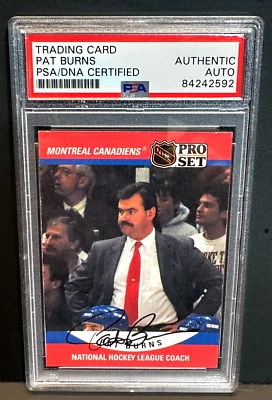 TRADING CARD
PAT BURNS
PSA/DNA CERTIFIED
AUTHENTIC
AUTO
84242592
PSA
MONTREAL CANADIENS®
NHL
PRO
SET
BURNS
NATIONAL HOCKEY LEAGUE COACH